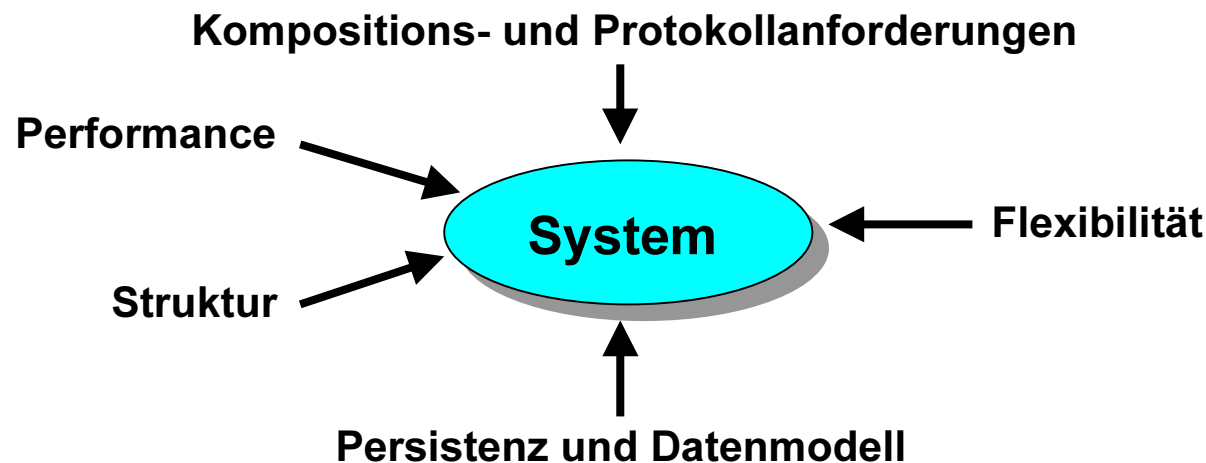 Kompositions- und Protokollanforderungen
Performance
System
Flexibilität
Struktur
Persistenz und Datenmodell